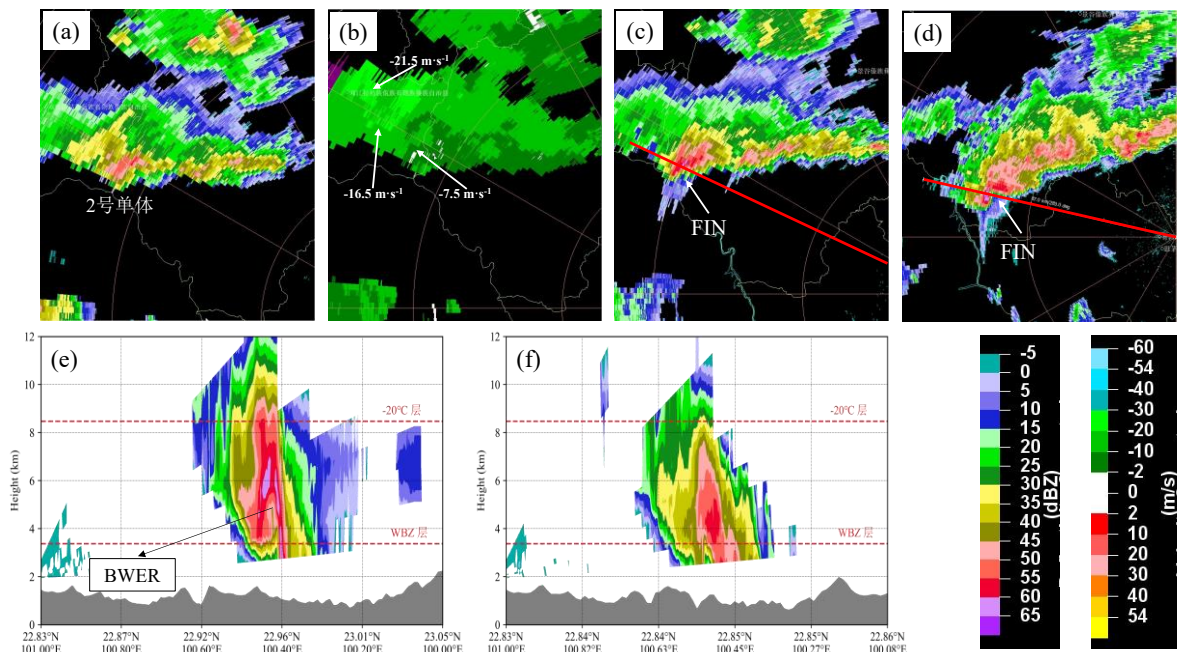 (a)
2号单体
(b)
-21.5 m·s⁻¹
-16.5 m·s⁻¹
-7.5 m·s⁻¹
(c)
FIN
(d)
FIN
(e)
Height (km)
12
10
8
6
4
2
0
-20℃ 层
WBZ 层
BWER
22.83°N 22.87°N 22.92°N 22.96°N 23.01°N 23.05°N
101.00°E 100.80°E 100.60°E 100.40°E 100.20°E 100.00°E
(f)
Height (km)
12
10
8
6
4
2
0
-20℃ 层
WBZ 层
22.83°N 22.82°N 22.84°N 22.85°N 22.85°N 22.86°N
101.00°E 100.32°E 100.63°E 100.45°E 100.77°E 100.08°E
-5
0
5
10
15
20
25
30
35
40
45
50
55
60
65
(dBZ)
-60
-54
-40
-30
-20
-10
-2
0
2
10
20
30
40
54
(m/s)